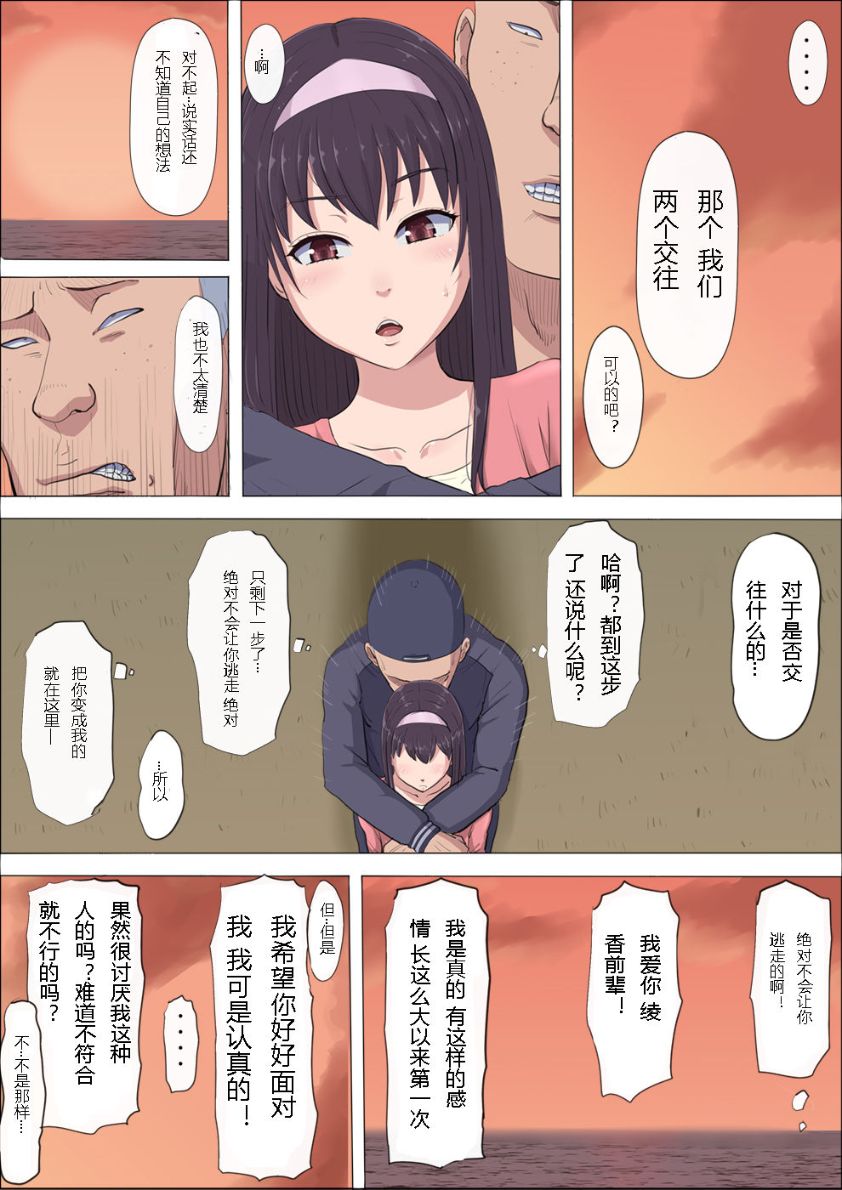 ····
那个 我们
两个交往
可以的吧？
…啊
对不起…说实话还
不知道自己的想法
我也不太清楚
对于是否交
往什么的…
哈啊？都到这步
了 还说什么呢？
只剩下一步了…
绝对不会让你逃走 绝对
…所以
把你变成我的
就在这里—
绝对不会让你
逃走的啊！
我爱你 绫
香前辈！
我是真的 有这样的感
情 长这么大以来第一次
但…但是
我希望你好好面对
我 我可是认真的！
····
果然很讨厌我这种
人的吗？难道不符合
就不行的吗？
不…不是那样…